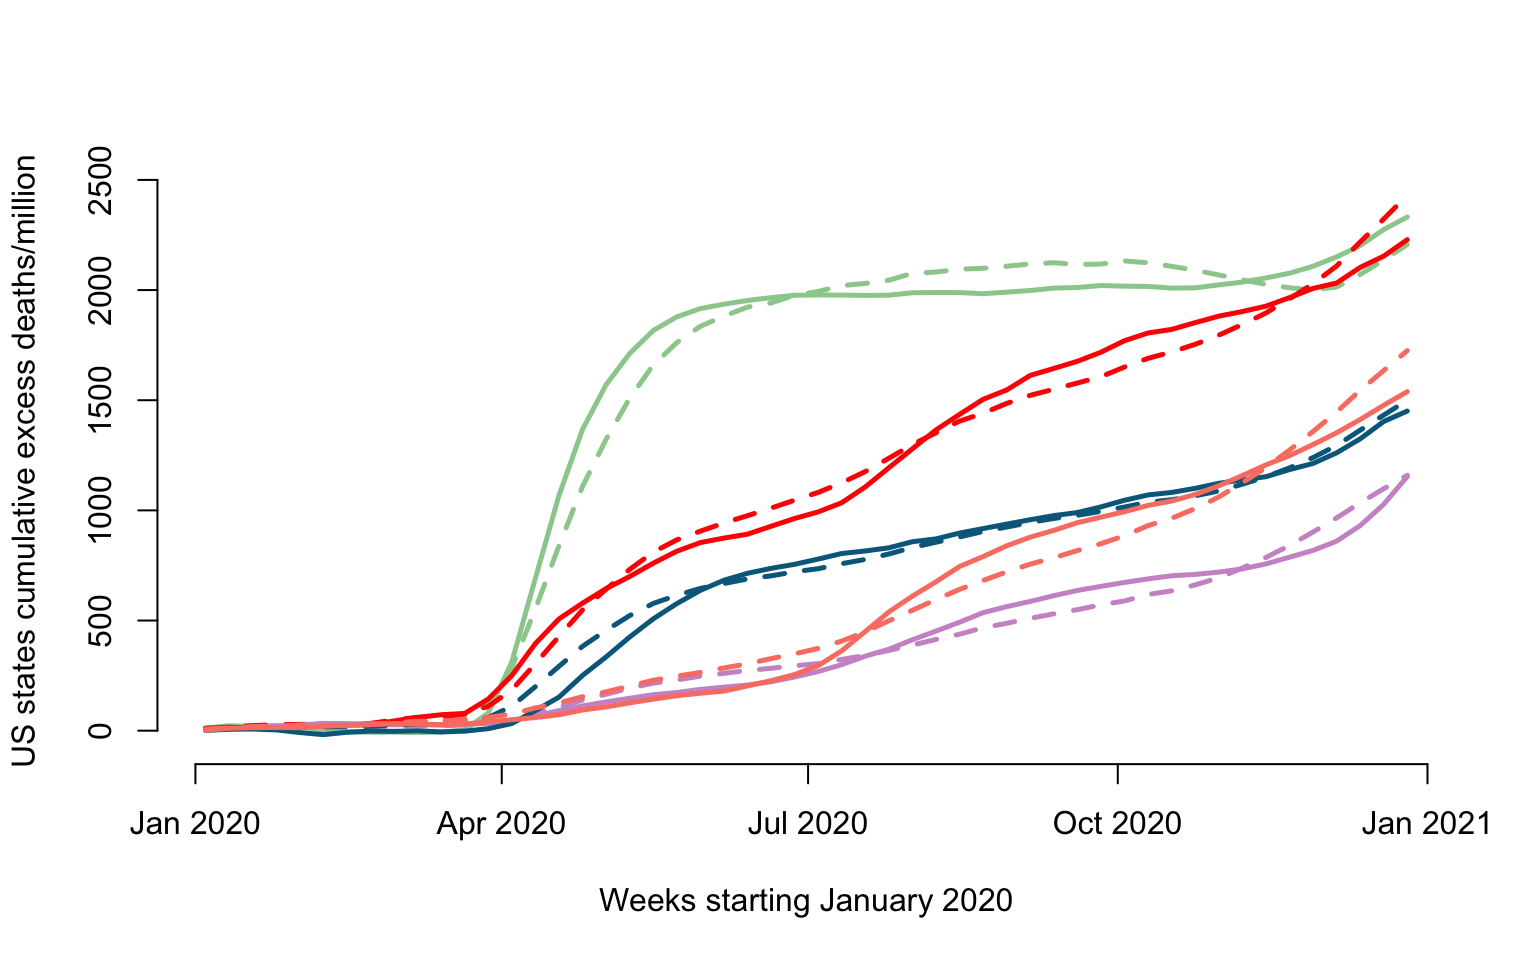 US states cumulative excess deaths/million
2500
2000
1500
1000
500
0
Jan 2020 Apr 2020 Jul 2020 Oct 2020 Jan 2021
Weeks starting January 2020